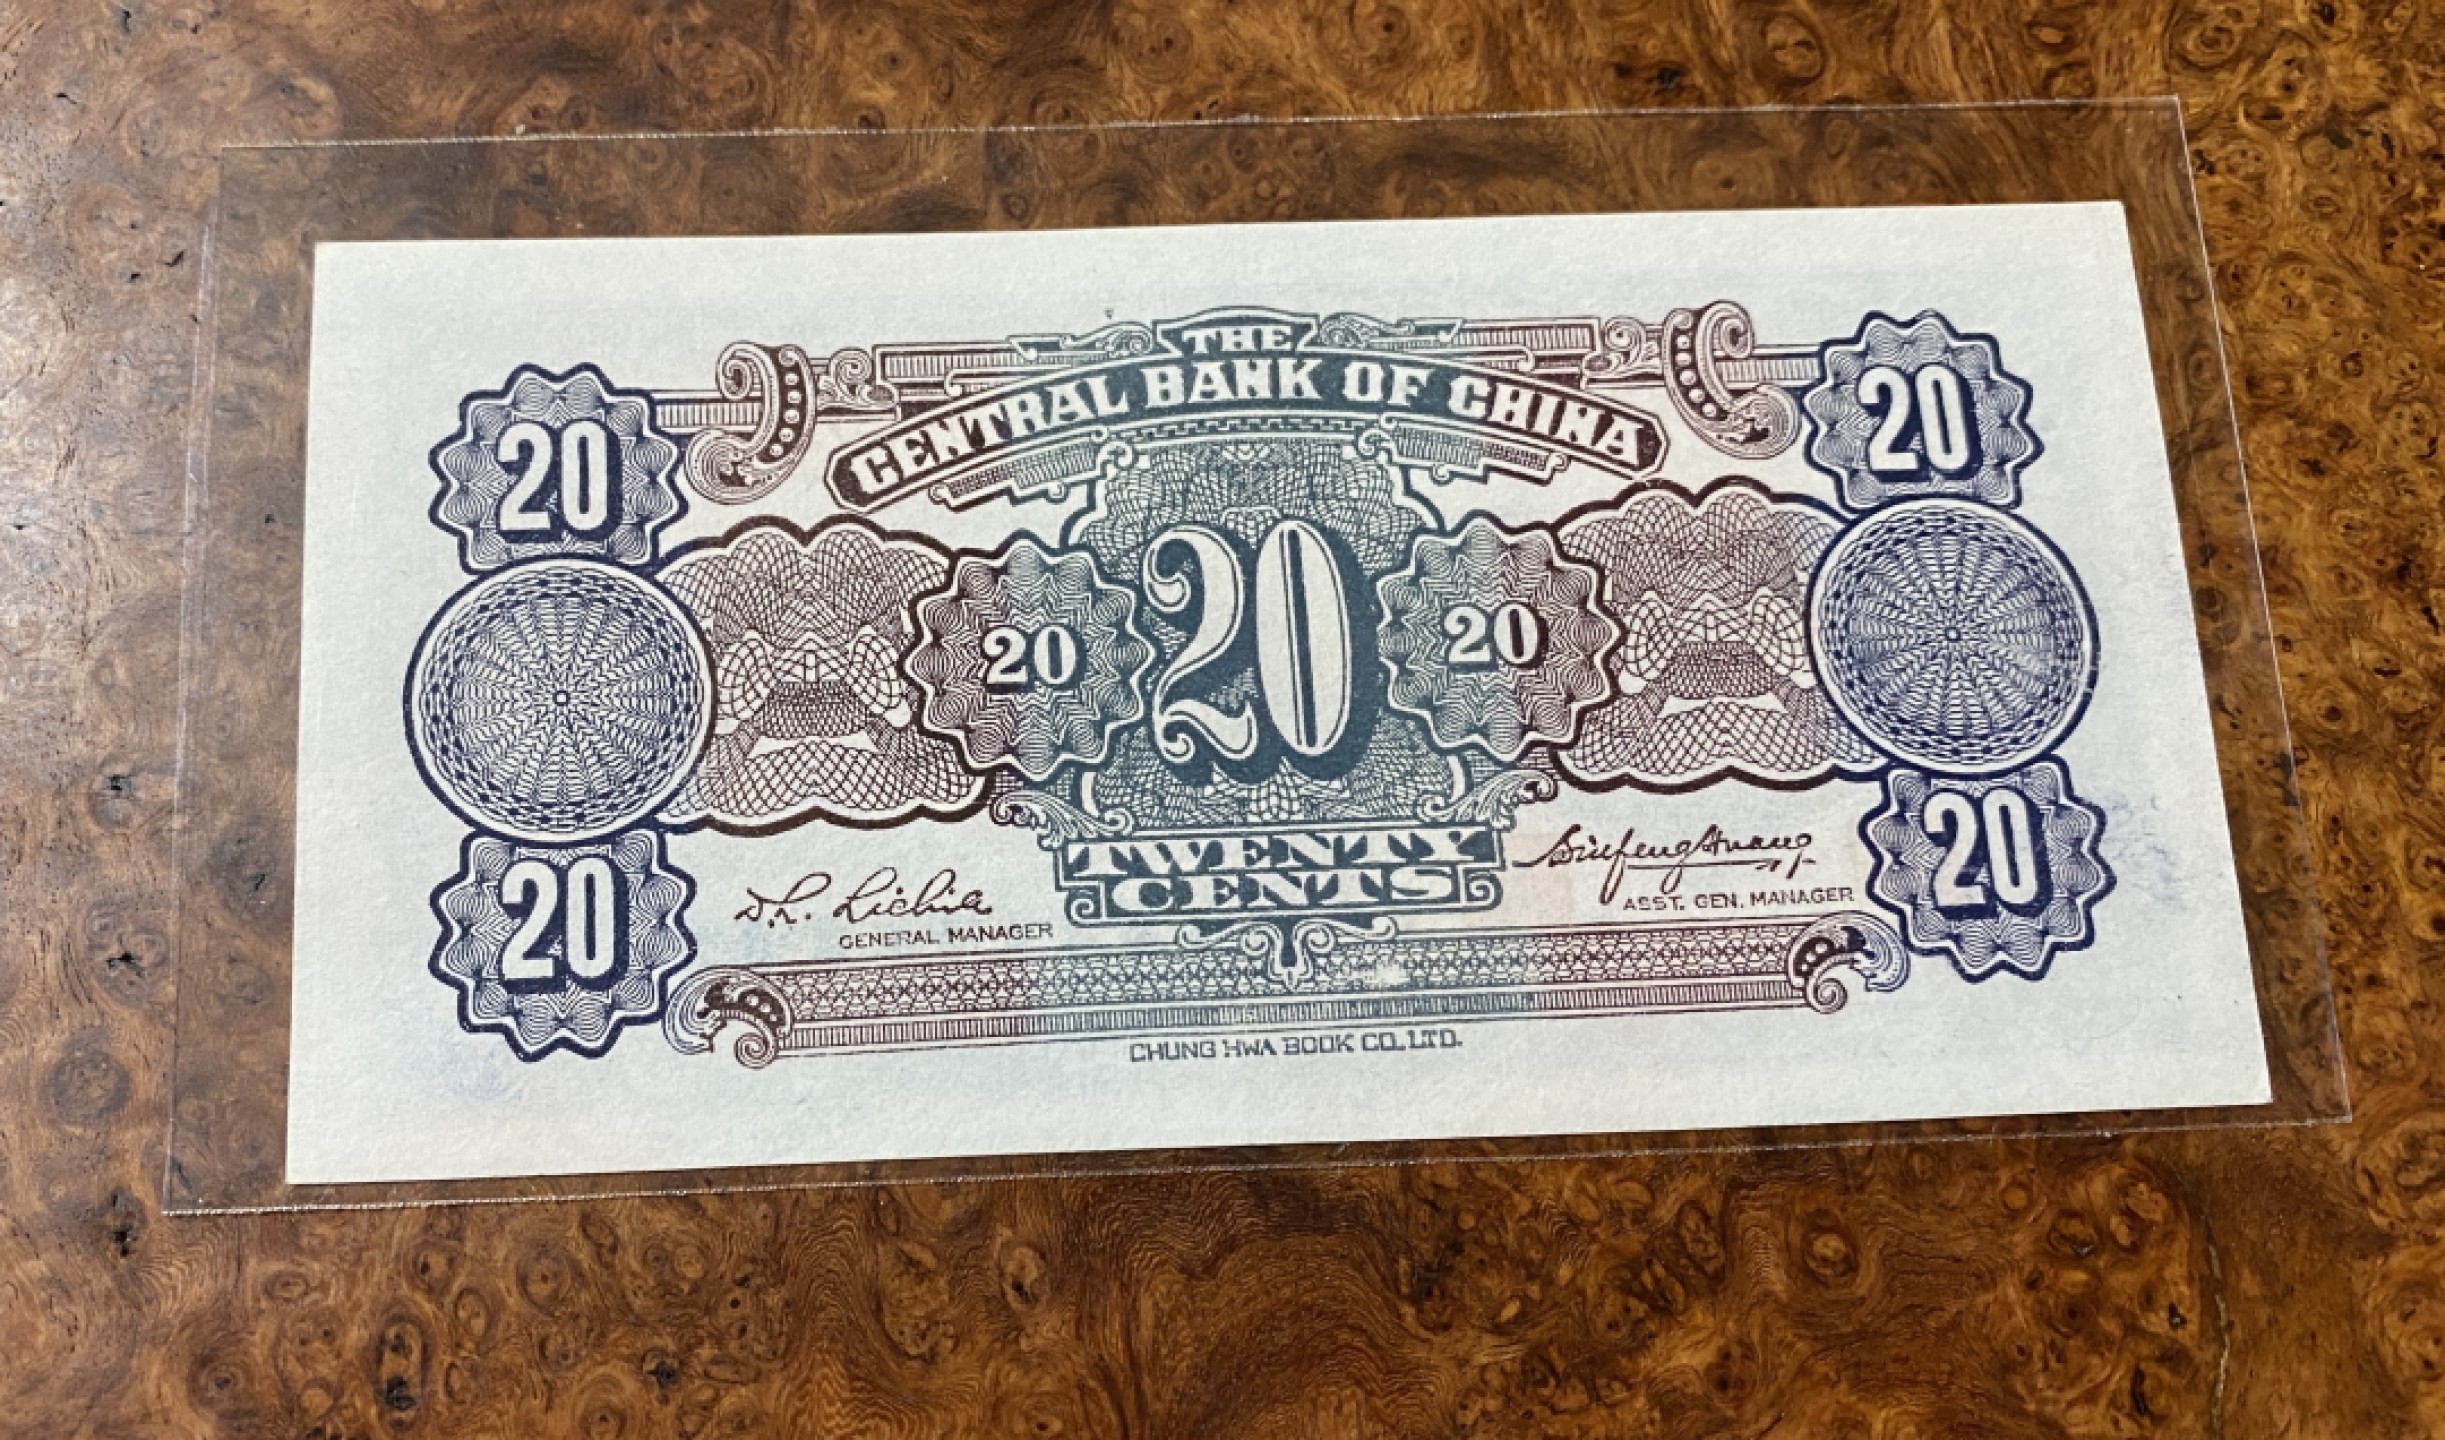 THE
CENTRAL BANK OF CHINA
20 20
20 20 20
TWENTY
CENTS
20 20
GENERAL MANAGER
ASST. GEN. MANAGER
CHUNG HWA BOOK CO. LTD.